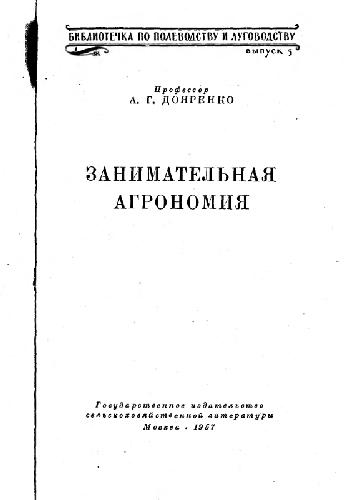 БИБЛИОТЕЧКА ПО ПОЛЕВОДСТВУ И ЛУГОВОДСТВУ
ВЫПУСК 5
Профессор
А. Г. ДОЯРЕНКО
ЗАНИМАТЕЛЬНАЯ
АГРОНОМИЯ
Государственное издательство
сельскохозяйственной литературы
Москва · 1957